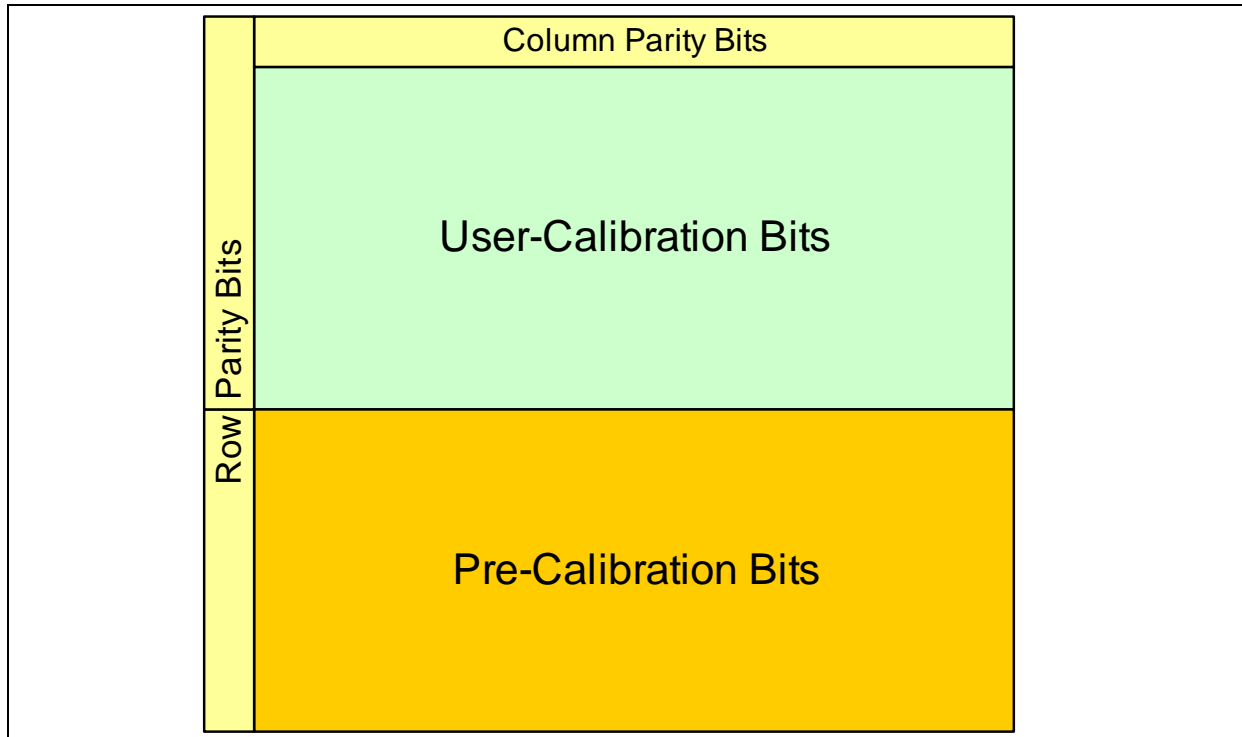 Column Parity Bits
User-Calibration Bits
Row Parity Bits
Pre-Calibration Bits